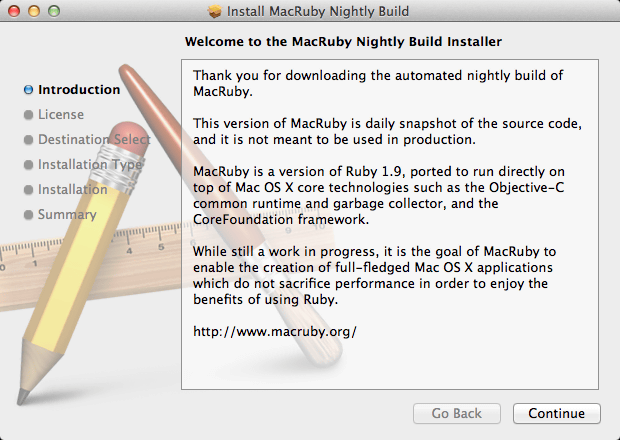 Install MacRuby Nightly Build
Welcome to the MacRuby Nightly Build Installer
Introduction
License
Destination Select
Installation Type
Installation
Summary
Thank you for downloading the automated nightly build of
MacRuby.
This version of MacRuby is daily snapshot of the source code,
and it is not meant to be used in production.
MacRuby is a version of Ruby 1.9, ported to run directly on
top of Mac OS X core technologies such as the Objective-C
common runtime and garbage collector, and the
CoreFoundation framework.
While still a work in progress, it is the goal of MacRuby to
enable the creation of full-fledged Mac OS X applications
which do not sacrifice performance in order to enjoy the
benefits of using Ruby.
http://www.macruby.org/
Go Back
Continue